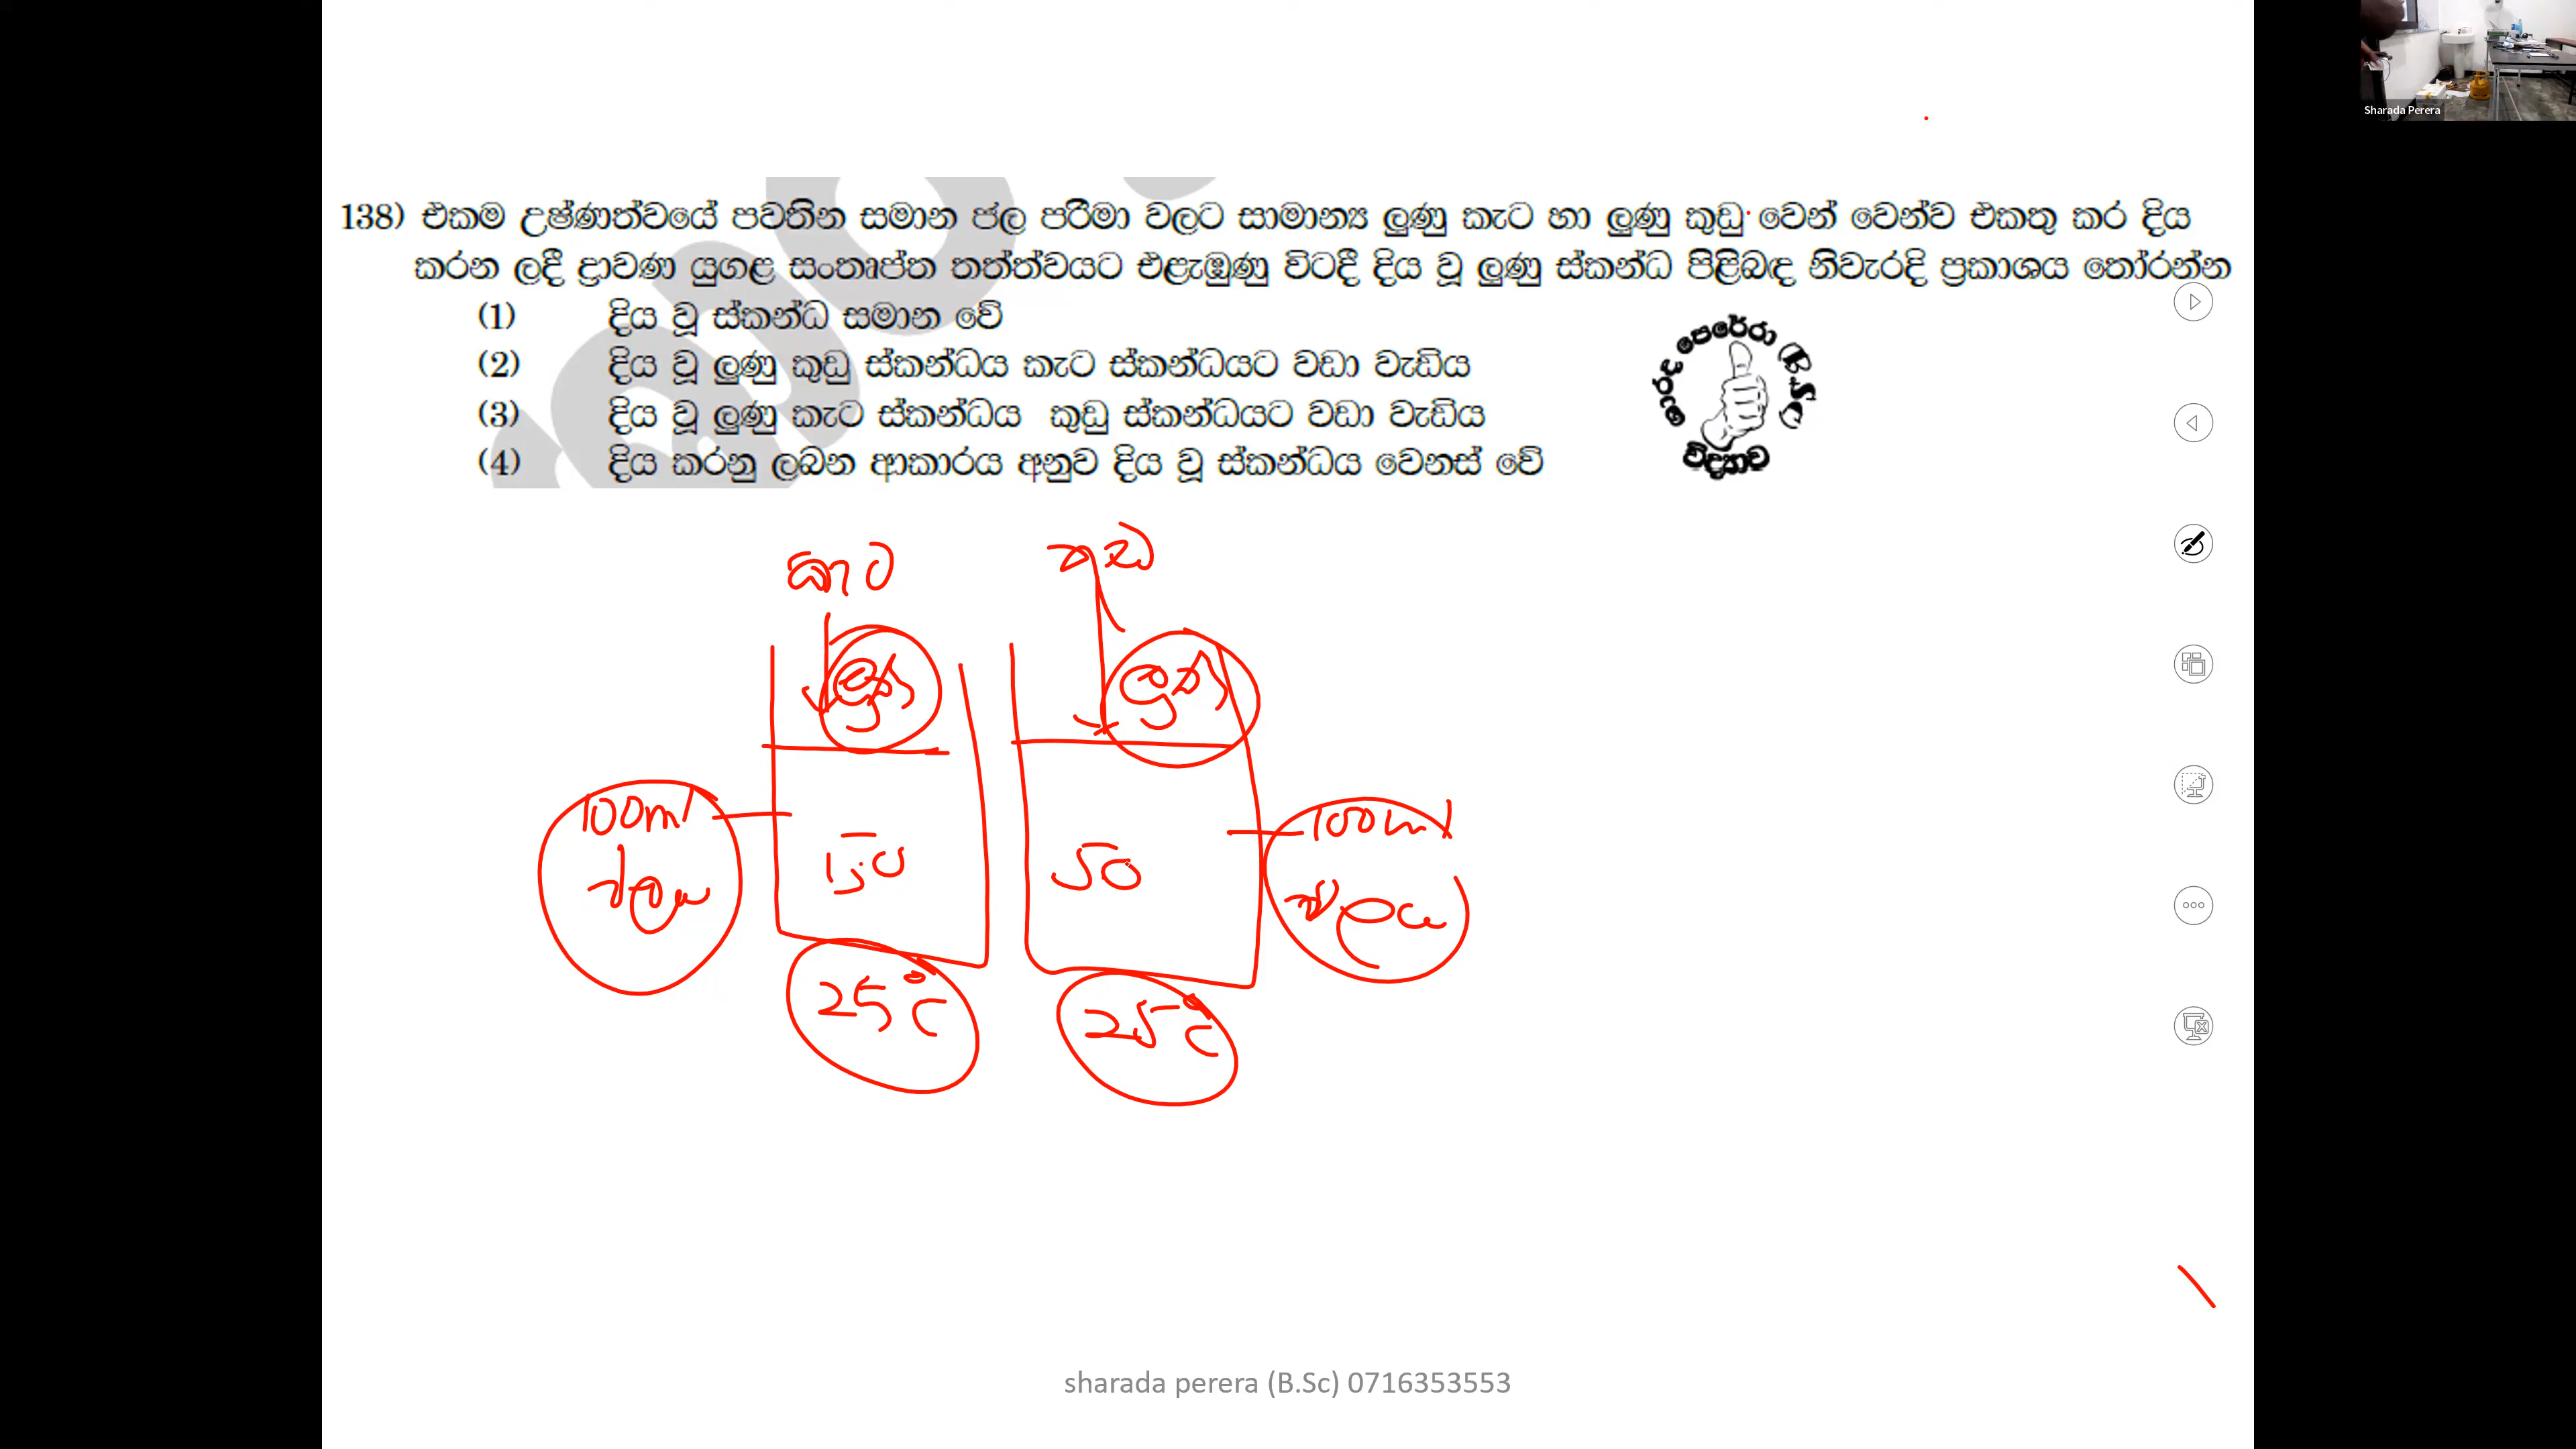 Sharada Perera
138) එකම උෂ්ණත්වයේ පවතින සමාන ජල පරිමා වලට සාමාන්‍ය ලුණු කැට හා ලුණු කුඩු වෙන් වෙන්ව එකතු කර දිය
කරන ලදී ද්‍රාවණ යුගළ සංතෘප්ත තත්ත්වයට එළැඹුණු විටදී දිය වූ ලුණු ස්කන්ධ පිළිබඳ නිවැරදි ප්‍රකාශය තෝරන්න
(1) දිය වූ ස්කන්ධ සමාන වේ
(2) දිය වූ ලුණු කුඩු ස්කන්ධය කැට ස්කන්ධයට වඩා වැඩිය
(3) දිය වූ ලුණු කැට ස්කන්ධය කුඩු ස්කන්ධයට වඩා වැඩිය
(4) දිය කරනු ලබන ආකාරය අනුව දිය වූ ස්කන්ධය වෙනස් වේ
ශාරද පෙරේරා (B.Sc)
විද්‍යාව
කැට කුඩු
ලුණු ලුණු
100ml 100ml
ජලය ජලය
50
25°C 25°C
sharada perera (B.Sc) 0716353553